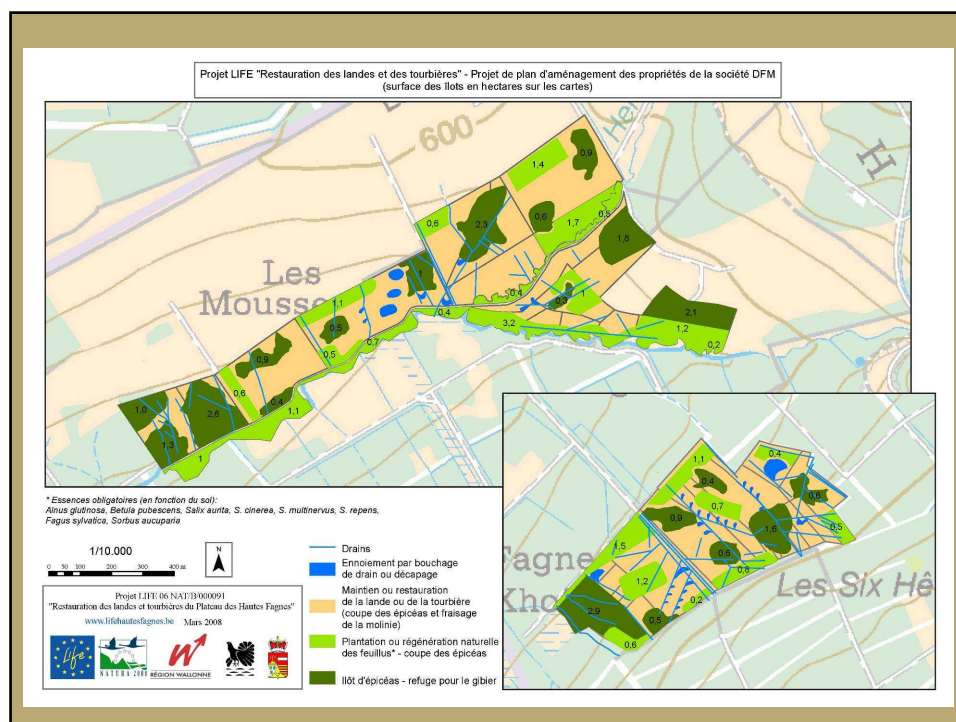 Projet LIFE "Restauration des landes et des tourbières" - Projet de plan d'aménagement des propriétés de la société DFM
(surface des îlots en hectares sur les cartes)
600
H
Les
Mousse
1,4
0,9
0,6
2,3
0,6
1,7
0,5
1,8
1
0,4
0,3
1
2,1
1,1
0,5
0,4
3,2
1,2
0,2
0,5
0,7
0,9
0,6
0,4
1,1
1,0
2,6
1,3
1
1,1
0,4
0,4
0,7
0,6
0,9
1,6
0,5
1,5
0,6
0,8
1,2
0,2
2,9
0,5
0,6
Fagne
Kho
Les Six Hê
* Essences obligatoires (en fonction du sol):
Alnus glutinosa, Betula pubescens, Salix aurita, S. cinerea, S. multinervus, S. repens,
Fagus sylvatica, Sorbus aucuparia
1/10.000
0 50 100 200 300 400 m
N
Drains
Ennoiement par bouchage
de drain ou décapage
Maintien ou restauration
de la lande ou de la tourbière
(coupe des épicéas et fraisage
de la molinie)
Plantation ou régénération naturelle
des feuillus* - coupe des épicéas
Ilôt d'épicéas - refuge pour le gibier
Projet LIFE 06 NAT/B/000091
"Restauration des landes et tourbières du Plateau des Hautes Fagnes"
www.lifehautesfagnes.be Mars 2008
Life
NATURA 2000
W
RÉGION WALLONNE